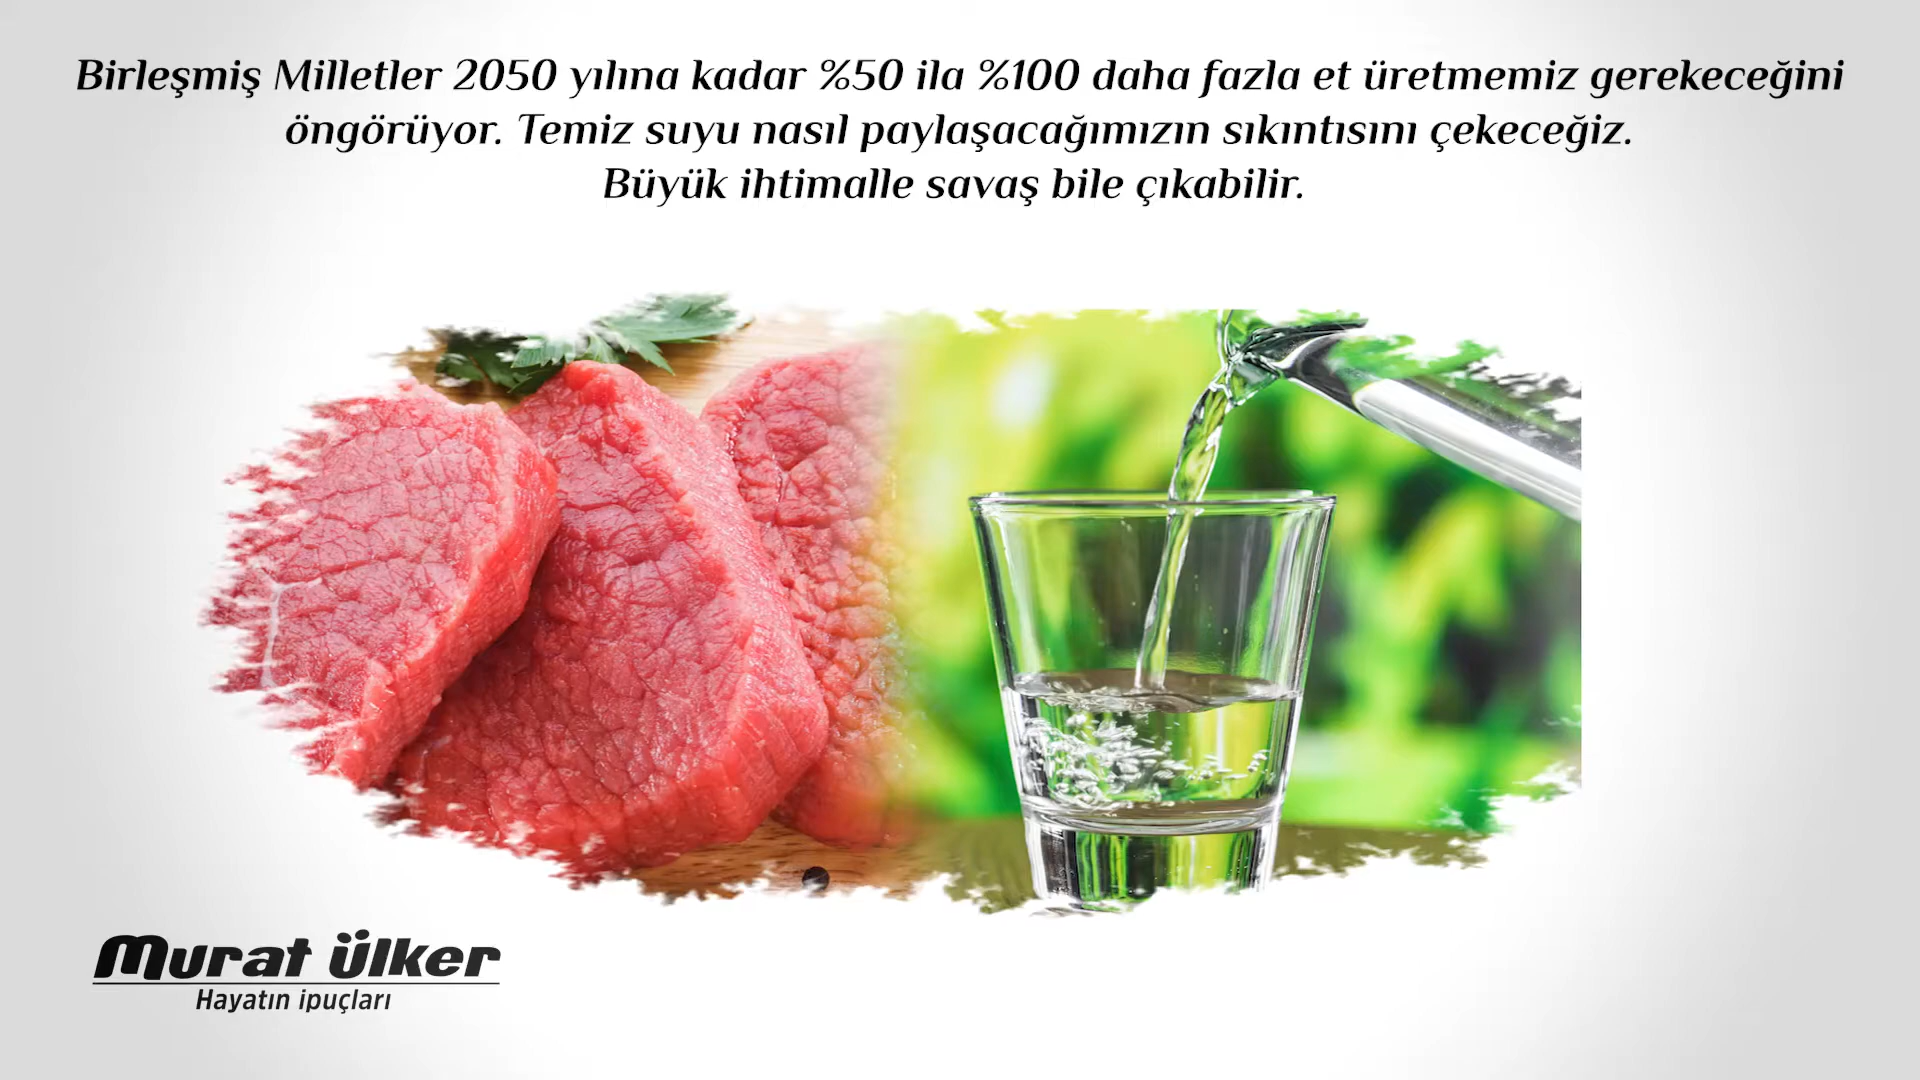 Birleşmiş Milletler 2050 yılına kadar %50 ila %100 daha fazla et üretmemiz gerekeceğini
öngörüyor. Temiz suyu nasıl paylaşacağımızın sıkıntısını çekeceğiz.
Büyük ihtimalle savaş bile çıkabilir.
Murat Ülker
Hayatın ipuçları